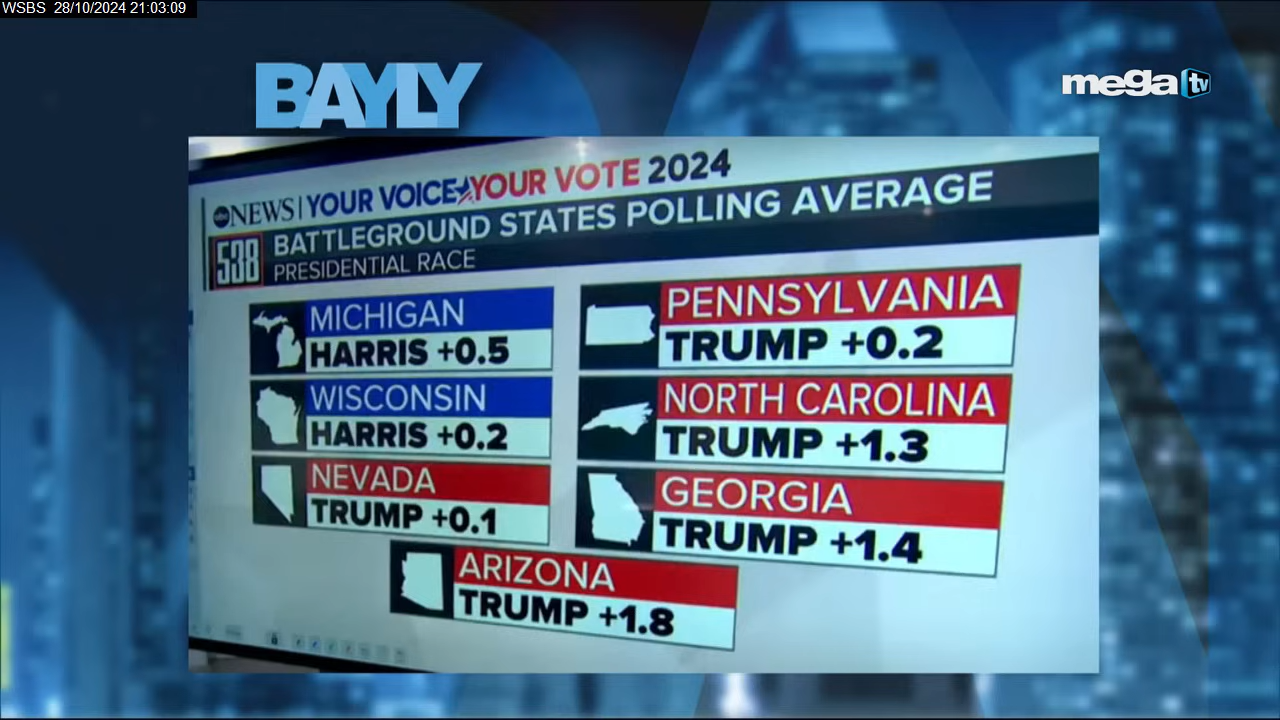 WSBS 28/10/2024 21:03:09
BAYLY
mega tv
abc NEWS | YOUR VOICE YOUR VOTE 2024
538 BATTLEGROUND STATES POLLING AVERAGE
PRESIDENTIAL RACE
MICHIGAN
HARRIS +0.5
WISCONSIN
HARRIS +0.2
NEVADA
TRUMP +0.1
PENNSYLVANIA
TRUMP +0.2
NORTH CAROLINA
TRUMP +1.3
GEORGIA
TRUMP +1.4
ARIZONA
TRUMP +1.8